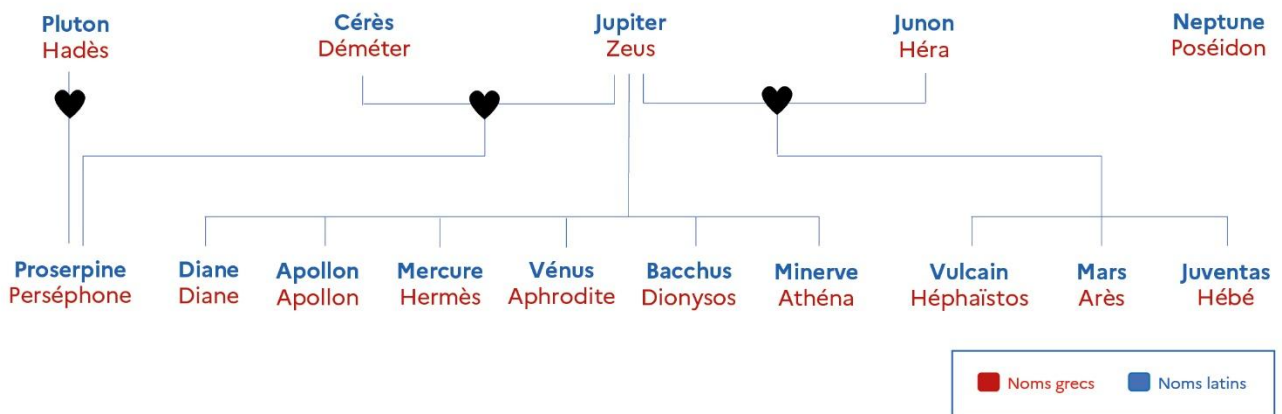 Pluton
Hadès
Cérès
Déméter
Jupiter
Zeus
Junon
Héra
Neptune
Poséidon
Proserpine
Perséphone
Diane
Diane
Apollon
Apollon
Mercure
Hermès
Vénus
Aphrodite
Bacchus
Dionysos
Minerve
Athéna
Vulcain
Héphaïstos
Mars
Arès
Juventas
Hébé
Noms grecs
Noms latins